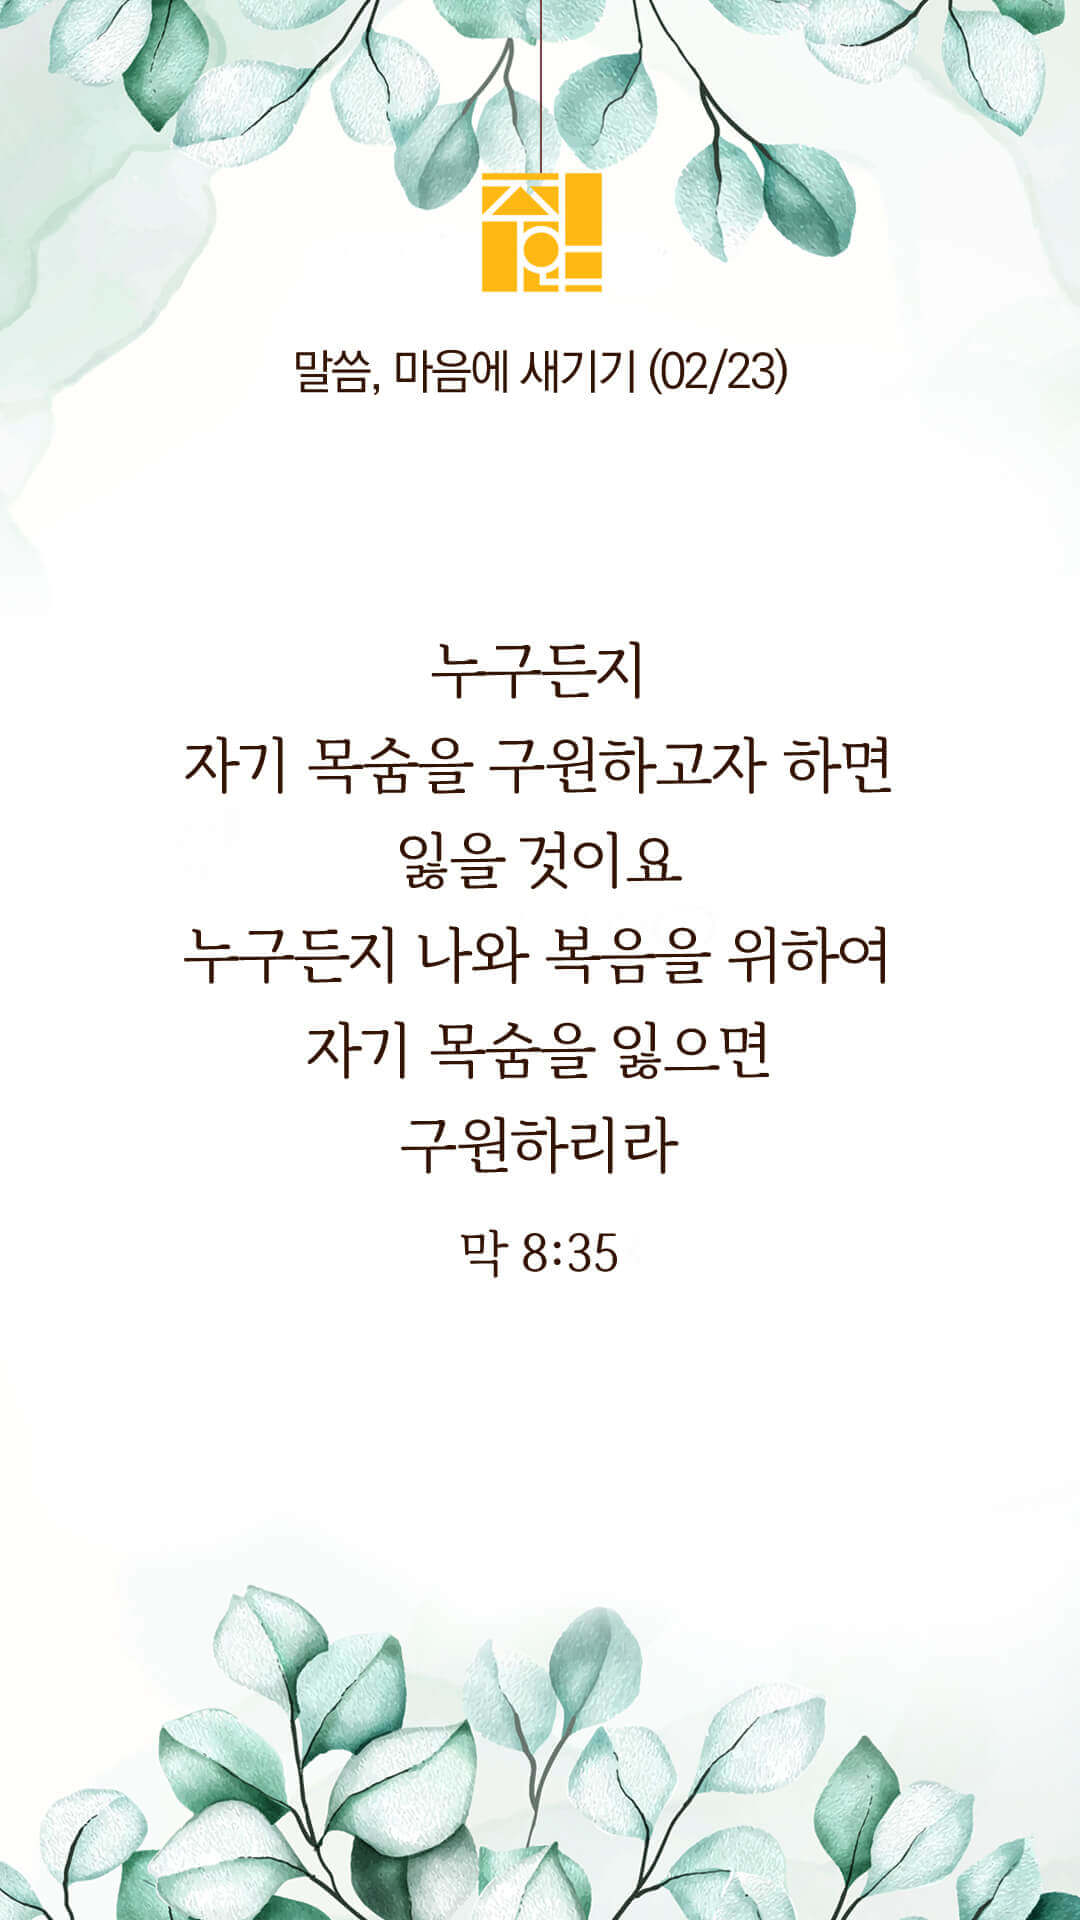 말씀, 마음에 새기기 (02/23)
누구든지
자기 목숨을 구원하고자 하면
잃을 것이요
누구든지 나와 복음을 위하여
자기 목숨을 잃으면
구원하리라
막 8:35